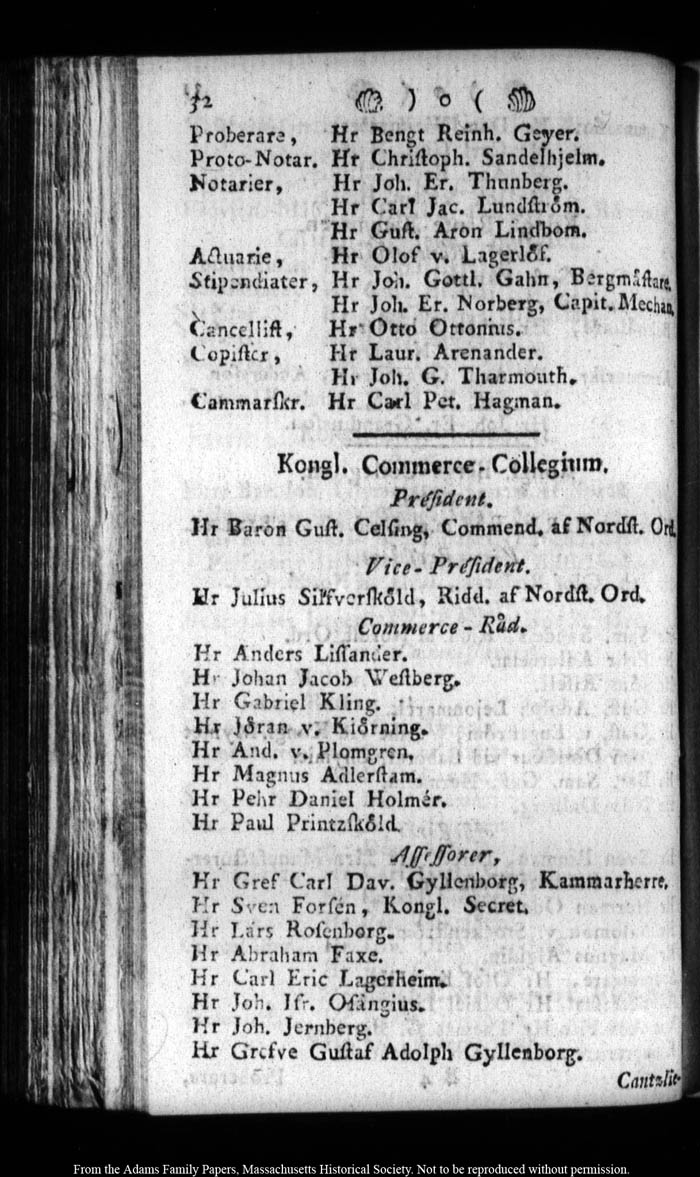 32 ) o (
Proberare, Hr Bengt Reinh. Geyer.
Proto-Notar. Hr Chriſtoph. Sandelhjelm.
Notarier, Hr Joh. Er. Thunberg.
Hr Carl Jac. Lundſtröm.
Hr Guſt. Aron Lindbom.
Actuarie, Hr Olof v. Lagerlöf.
Stipendiater, Hr Joh. Gottl. Gahn, Bergmåſtare.
Hr Joh. Er. Norberg, Capit. Mechan.
Cancelliſt, Hr Otto Ottonius.
Copiſter, Hr Laur. Arenander.
Hr Joh. G. Tharmouth.
Cammarſkr. Hr Carl Pet. Hagman.
Kongl. Commerce-Collegium.
Préſident.
Hr Baron Guſt. Celſing, Commend. af Nordſt. Ord.
Vice-Préſident.
Hr Julius Silfverſköld, Ridd. af Nordſt. Ord.
Commerce-Råd.
Hr Anders Liſſander.
Hr Johan Jacob Weſtberg.
Hr Gabriel Kling.
Hr Jöran v. Kiörning.
Hr And. v. Plomgren.
Hr Magnus Adlerſtam.
Hr Pehr Daniel Holmér.
Hr Paul Printzſköld.
Aſſeſſorer,
Hr Gref Carl Dav. Gyllenborg, Kammarherre.
Hr Sven Forſén, Kongl. Secret.
Hr Lars Roſenborg.
Hr Abraham Faxe.
Hr Carl Eric Lagerheim.
Hr Joh. Iſr. Oſängius.
Hr Joh. Jernberg.
Hr Grefve Guſtaf Adolph Gyllenborg.
Cantzlie-
From the Adams Family Papers, Massachusetts Historical Society. Not to be reproduced without permission.